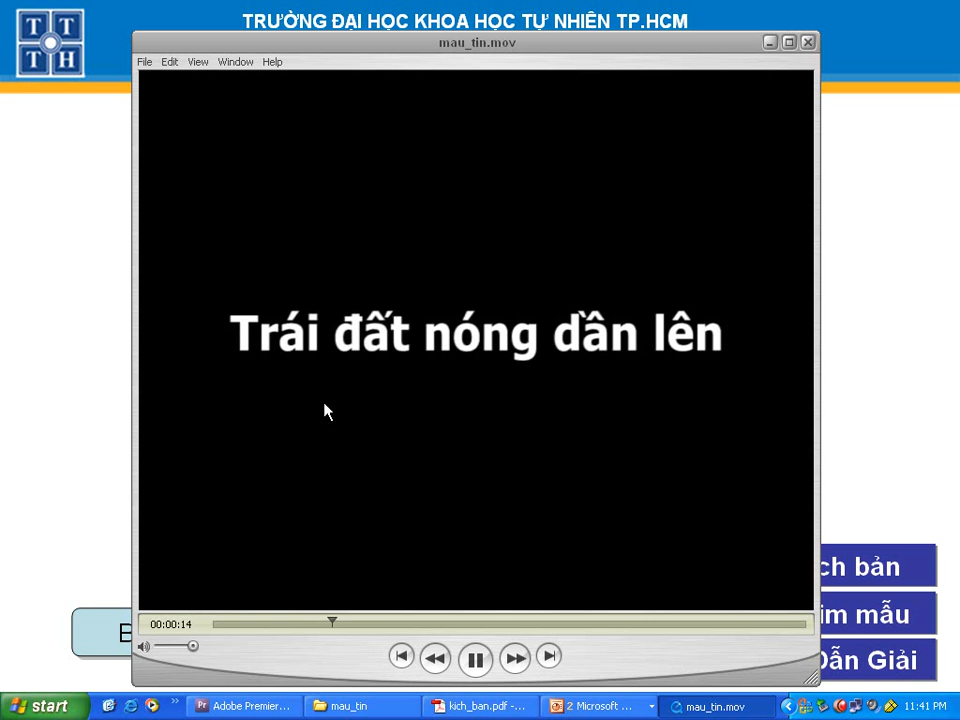 TRƯỜNG ĐẠI HỌC KHOA HỌC TỰ NHIÊN TP.HCM
T T
T H
mau_tin.mov
File Edit View Window Help
Trái đất nóng dần lên
ch bản
im mẫu
Dẫn Giải
B
00:00:14
start
Adobe Premier...
mau_tin
kich_ban.pdf -...
2 Microsoft ...
mau_tin.mov
11:41 PM